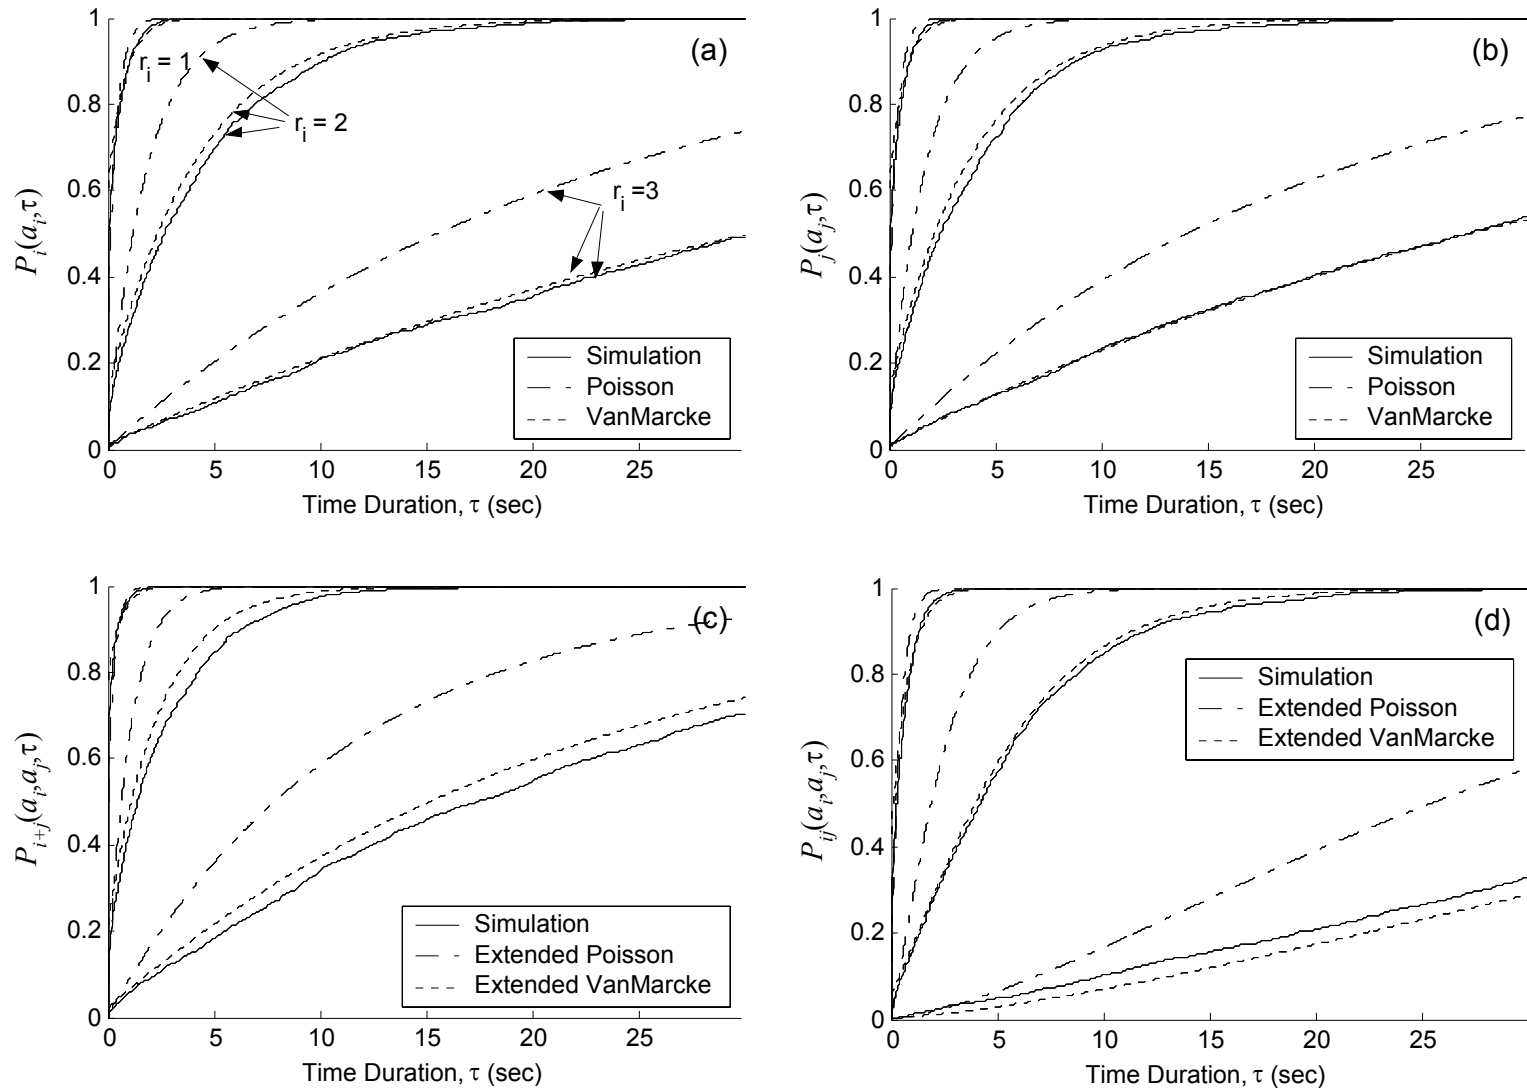 1
0.8
0.6
0.4
0.2
0
P_i(a_i,τ)
r_i = 1
r_i = 2
r_i =3
(a)
Simulation
Poisson
VanMarcke
0 5 10 15 20 25
Time Duration, τ (sec)
1
0.8
0.6
0.4
0.2
0
P_j(a_j,τ)
(b)
Simulation
Poisson
VanMarcke
0 5 10 15 20 25
Time Duration, τ (sec)
1
0.8
0.6
0.4
0.2
0
P_{i+j}(a_i,a_j,τ)
(c)
Simulation
Extended Poisson
Extended VanMarcke
0 5 10 15 20 25
Time Duration, τ (sec)
1
0.8
0.6
0.4
0.2
0
P_{ij}(a_i,a_j,τ)
(d)
Simulation
Extended Poisson
Extended VanMarcke
0 5 10 15 20 25
Time Duration, τ (sec)